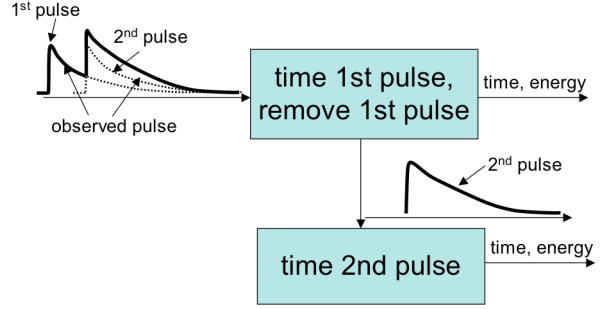 1st pulse
2nd pulse
observed pulse
time 1st pulse,
remove 1st pulse
time, energy
2nd pulse
time 2nd pulse
time, energy